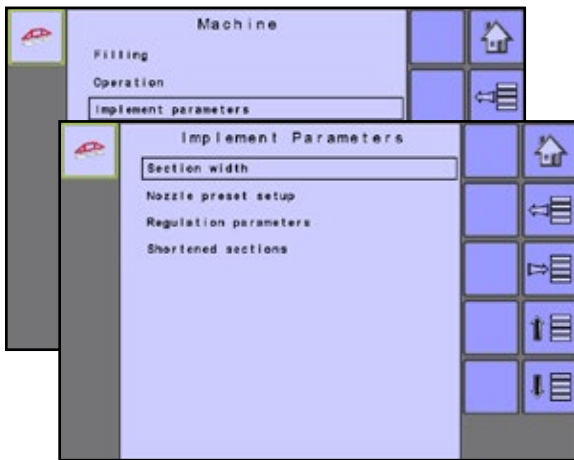 Machine
Filling
Operation
Implement parameters
Implement Parameters
Section width
Nozzle preset setup
Regulation parameters
Shortened sections